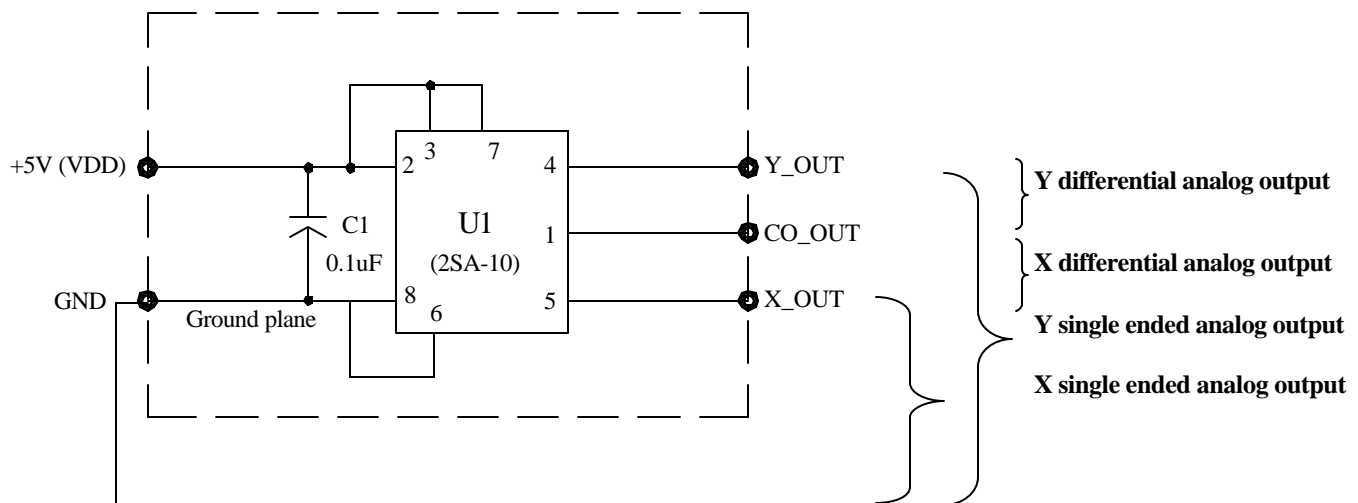 +5V (VDD)
3
7
2
4
Y_OUT
Y differential analog output
C1
0.1uF
U1
(2SA-10)
1
CO_OUT
X differential analog output
GND
Ground plane
8
6
5
X_OUT
Y single ended analog output
X single ended analog output